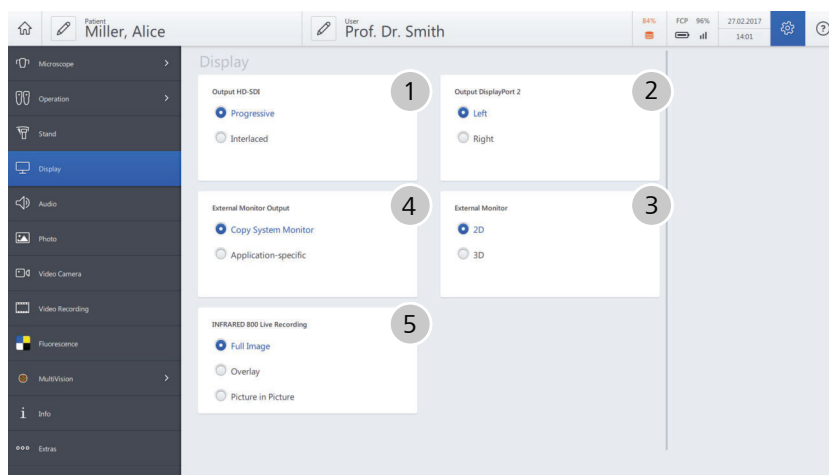 Patient
Miller, Alice
User
Prof. Dr. Smith
84%
FCP 96%
27.02.2017
14:01
?
Microscope
Operation
Stand
Display
Audio
Photo
Video Camera
Video Recording
Fluorescence
MultiVision
i Info
Extras
Display
Output HD-SDI
1
Progressive
Interlaced
Output DisplayPort 2
2
Left
Right
External Monitor Output
4
Copy System Monitor
Application-specific
External Monitor
3
2D
3D
INFRARED 800 Live Recording
5
Full Image
Overlay
Picture in Picture